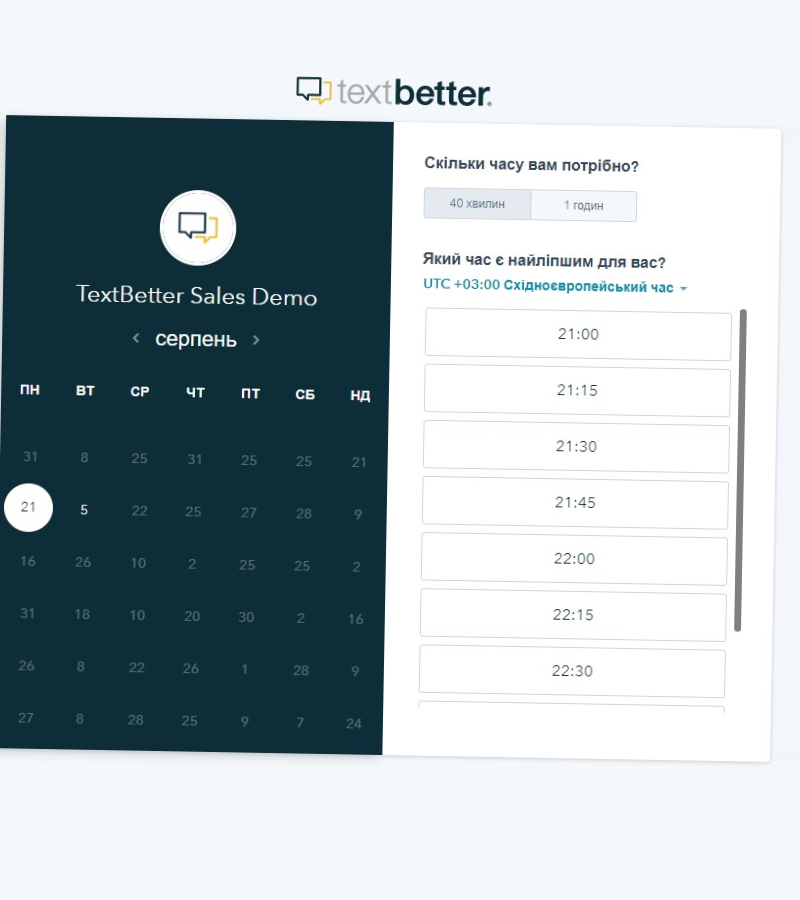 textbetter.
TextBetter Sales Demo
серпень
ПН ВТ СР ЧТ ПТ СБ НД
31 8 25 31 25 25 21
21 5 22 25 27 28 9
16 26 10 2 25 25 2
31 18 10 20 30 2 16
26 8 22 26 1 28 9
27 8 28 25 9 7 24
Скільки часу вам потрібно?
40 хвилин 1 годин
Який час є найліпшим для вас?
UTC +03:00 Східноєвропейський час
21:00
21:15
21:30
21:45
22:00
22:15
22:30